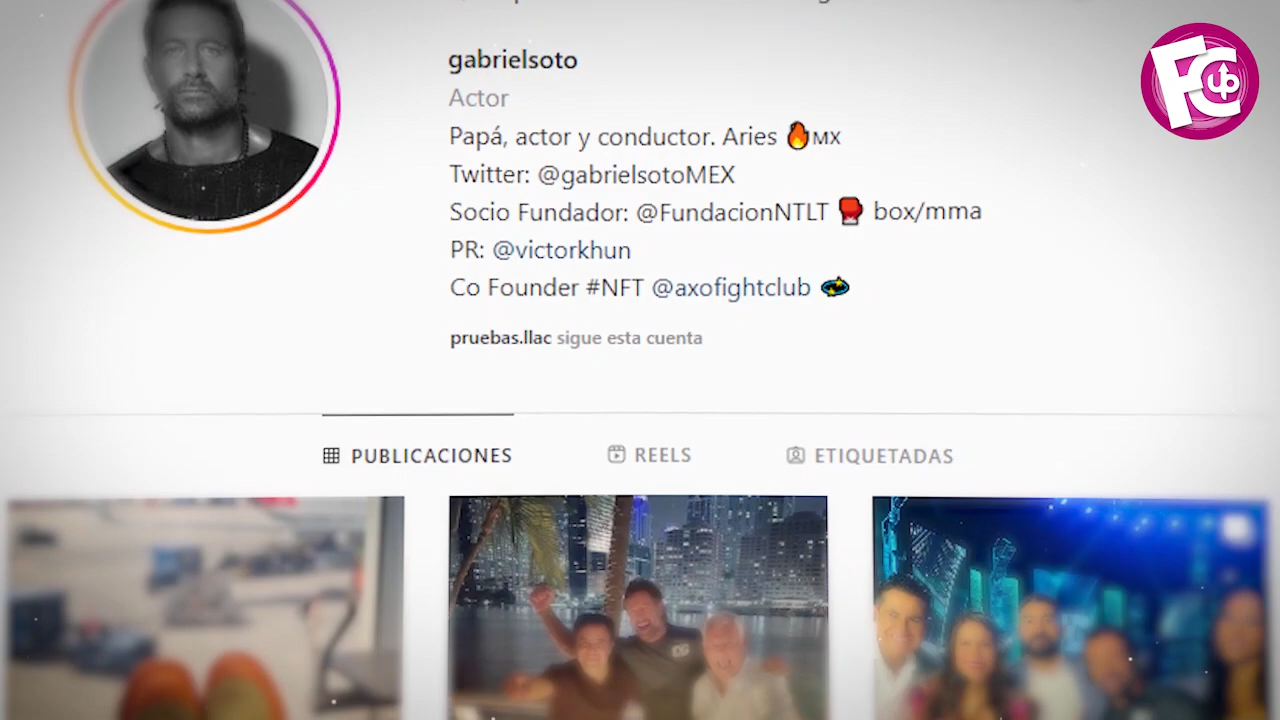 gabrielsoto
Actor
Papá, actor y conductor. Aries 🔥MX
Twitter: @gabrielsotoMEX
Socio Fundador: @FundacionNTLT 🥊 box/mma
PR: @victorkhun
Co Founder #NFT @axofightclub 💫
pruebas.llac sigue esta cuenta
PUBLICACIONES
REELS
ETIQUETADAS
FC up